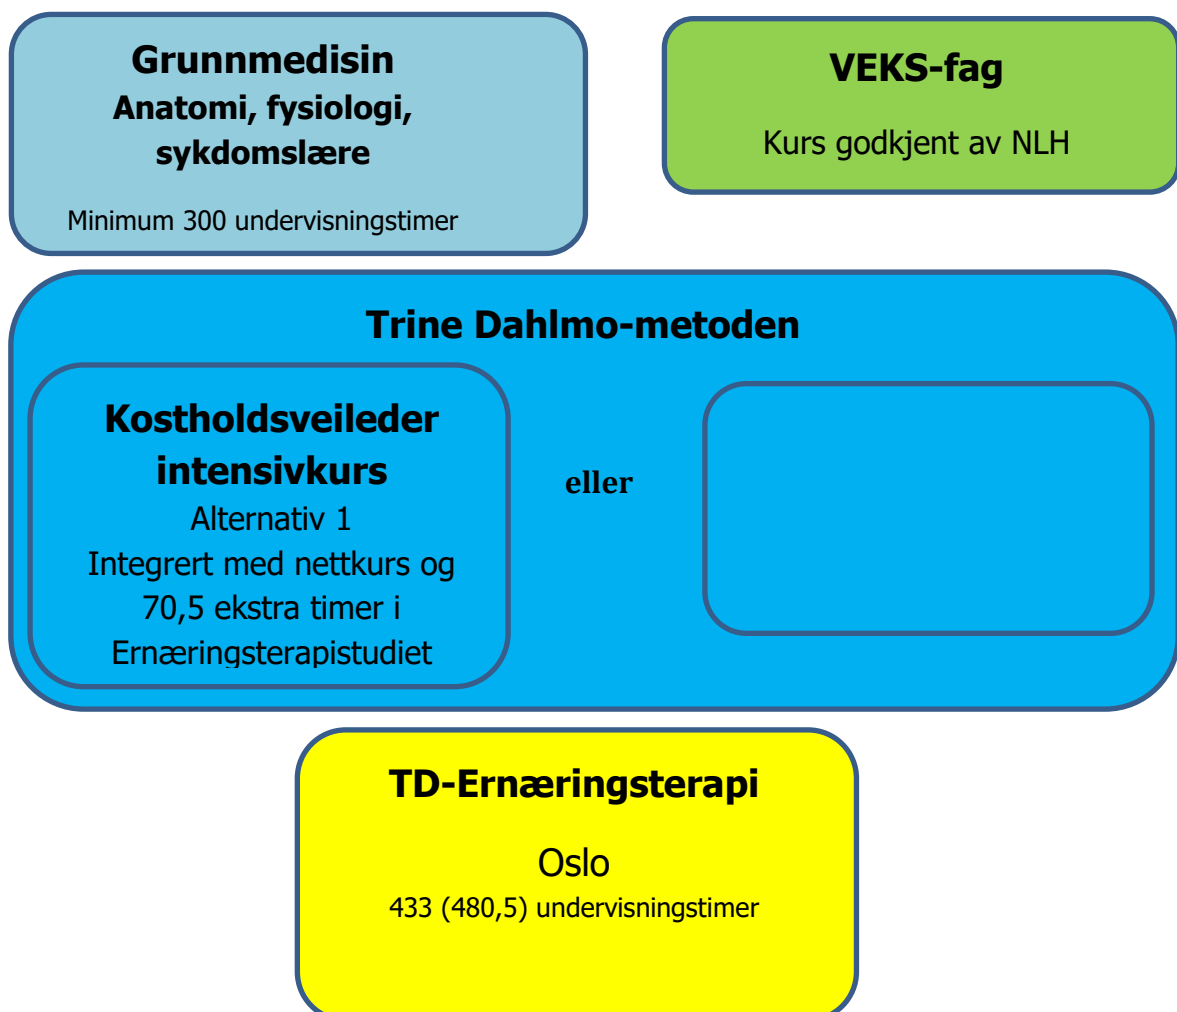 Grunnmedisin
Anatomi, fysiologi,
sykdomslære
Minimum 300 undervisningstimer
VEKS-fag
Kurs godkjent av NLH
Trine Dahlmo-metoden
Kostholdsveileder
intensivkurs
Alternativ 1
Integrert med nettkurs og
70,5 ekstra timer i
Ernæringsterapistudiet
eller
TD-Ernæringsterapi
Oslo
433 (480,5) undervisningstimer